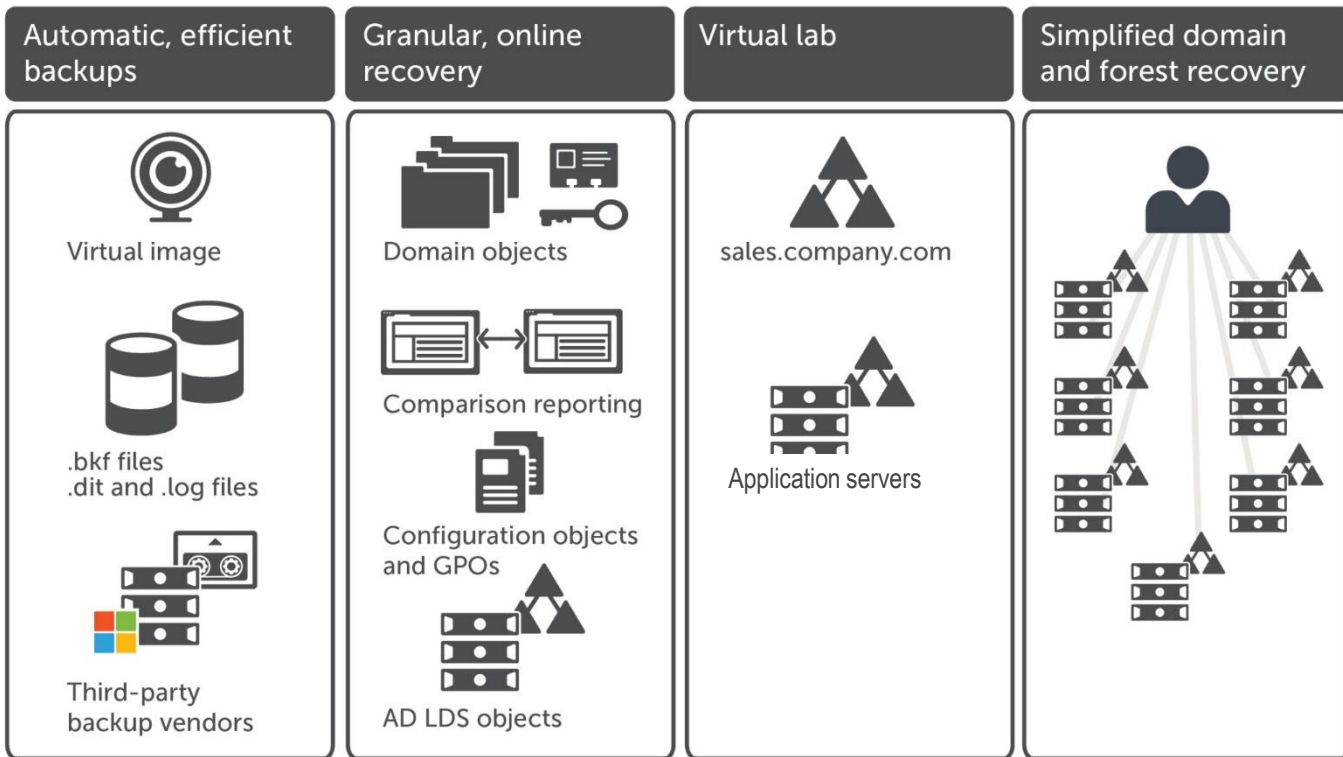 Automatic, efficient
backups
Granular, online
recovery
Virtual lab
Simplified domain
and forest recovery
Virtual image
.bkf files
.dit and .log files
Third-party
backup vendors
Domain objects
Comparison reporting
Configuration objects
and GPOs
AD LDS objects
sales.company.com
Application servers